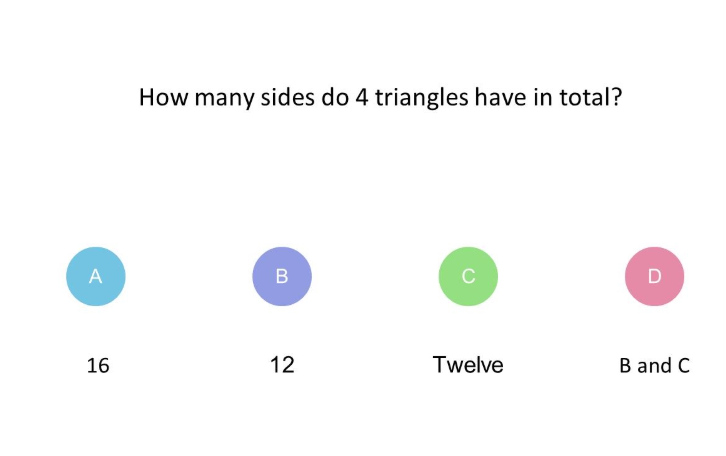 How many sides do 4 triangles have in total?
A B C D
16 12 Twelve B and C